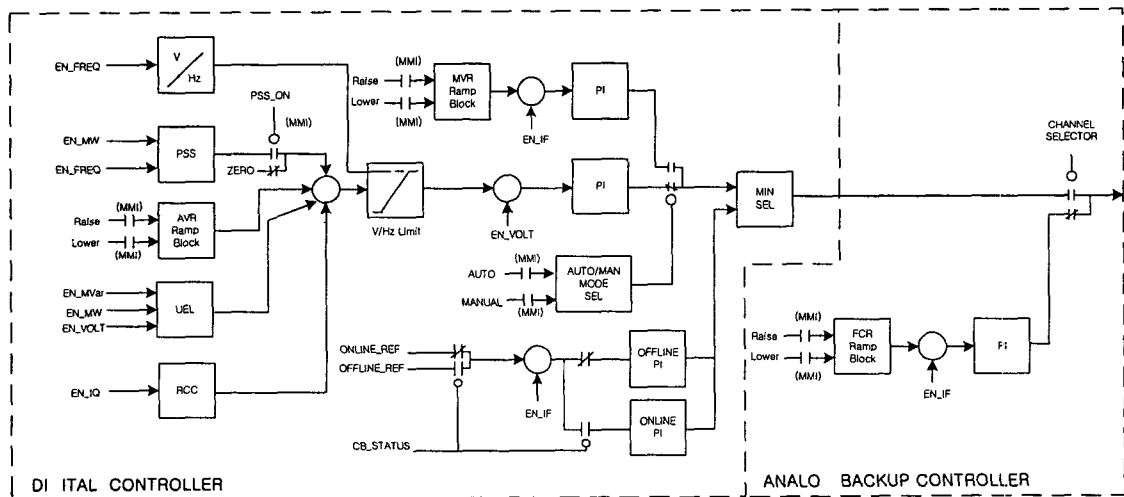 EN_FREQ
V
/
Hz
PSS_ON
(MMI)
EN_MW
EN_FREQ
PSS
ZERO
Raise
(MMI)
Lower
(MMI)
AVR
Ramp
Block
EN_MVar
EN_MW
EN_VOLT
UEL
EN_IQ
RCC
V/Hz Limit
(MMI)
Raise
Lower
(MMI)
MVR
Ramp
Block
EN_IF
PI
EN_VOLT
PI
AUTO
(MMI)
MANUAL
(MMI)
AUTO/MAN
MODE
SEL
ONLINE_REF
OFFLINE_REF
EN_IF
CB_STATUS
OFFLINE
PI
ONLINE
PI
MIN
SEL
CHANNEL
SELECTOR
(MMI)
Raise
Lower
(MMI)
FCR
Ramp
Block
EN_IF
PI
DI ITAL CONTROLLER
ANALO BACKUP CONTROLLER